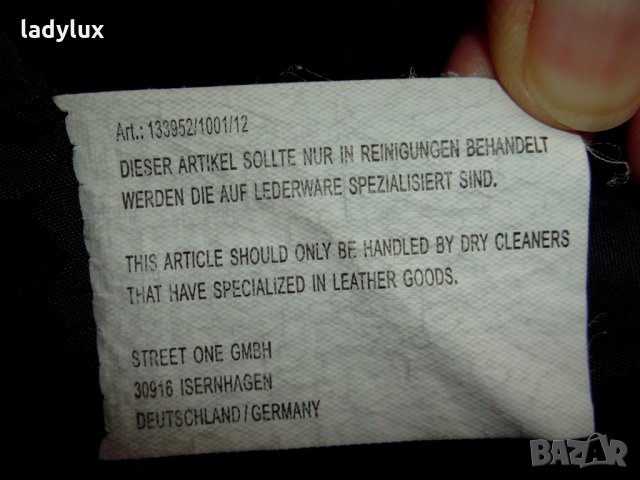 ladylux
Art.: 133952/1001/12
DIESER ARTIKEL SOLLTE NUR IN REINIGUNGEN BEHANDELT
WERDEN DIE AUF LEDERWARE SPEZIALISIERT SIND.
THIS ARTICLE SHOULD ONLY BE HANDLED BY DRY CLEANERS
THAT HAVE SPECIALIZED IN LEATHER GOODS.
STREET ONE GMBH
30916 ISERNHAGEN
DEUTSCHLAND/GERMANY
BAZAR